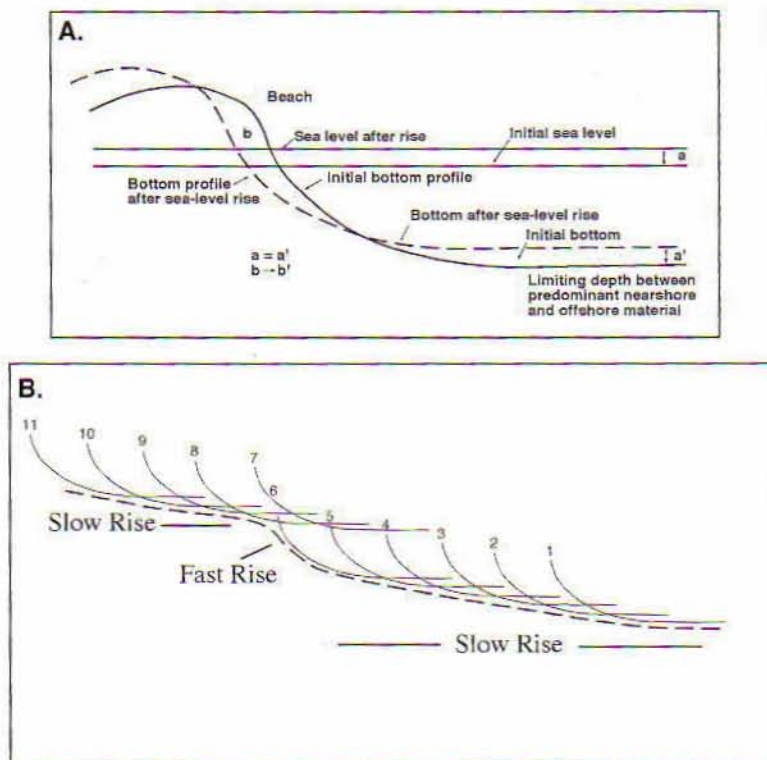 A.
Beach
b
Sea level after rise
Initial sea level
a
Bottom profile
after sea-level rise
Initial bottom profile
Bottom after sea-level rise
Initial bottom
a = a'
b → b'
a'
Limiting depth between
predominant nearshore
and offshore material
B.
11
10
9
8
7
6
5
4
3
2
1
Slow Rise
Fast Rise
Slow Rise